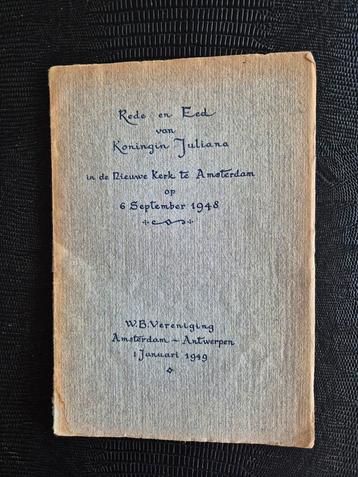 Rede en Eed
van
Koningin Juliana
in de Nieuwe Kerk te Amsterdam
op
6 September 1948
W.B. Vereniging
Amsterdam - Antwerpen
1 Januari 1949